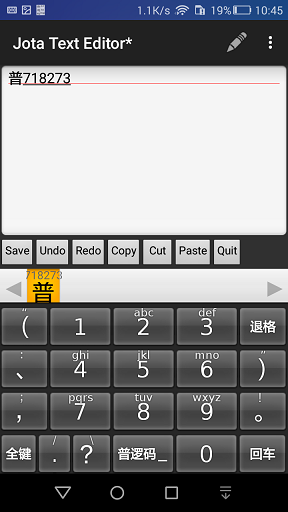 1.1K/s 19% 10:45
Jota Text Editor*
普718273
Save Undo Redo Copy Cut Paste Quit
718273
普
“ abc def
( 1 2 3 退格
: ghi jkl mno ”
、 4 5 6 )
; pqrs tuv wxyz !
， 7 8 9 。
/ \
全键 . ? 普逻码_ 0 回车